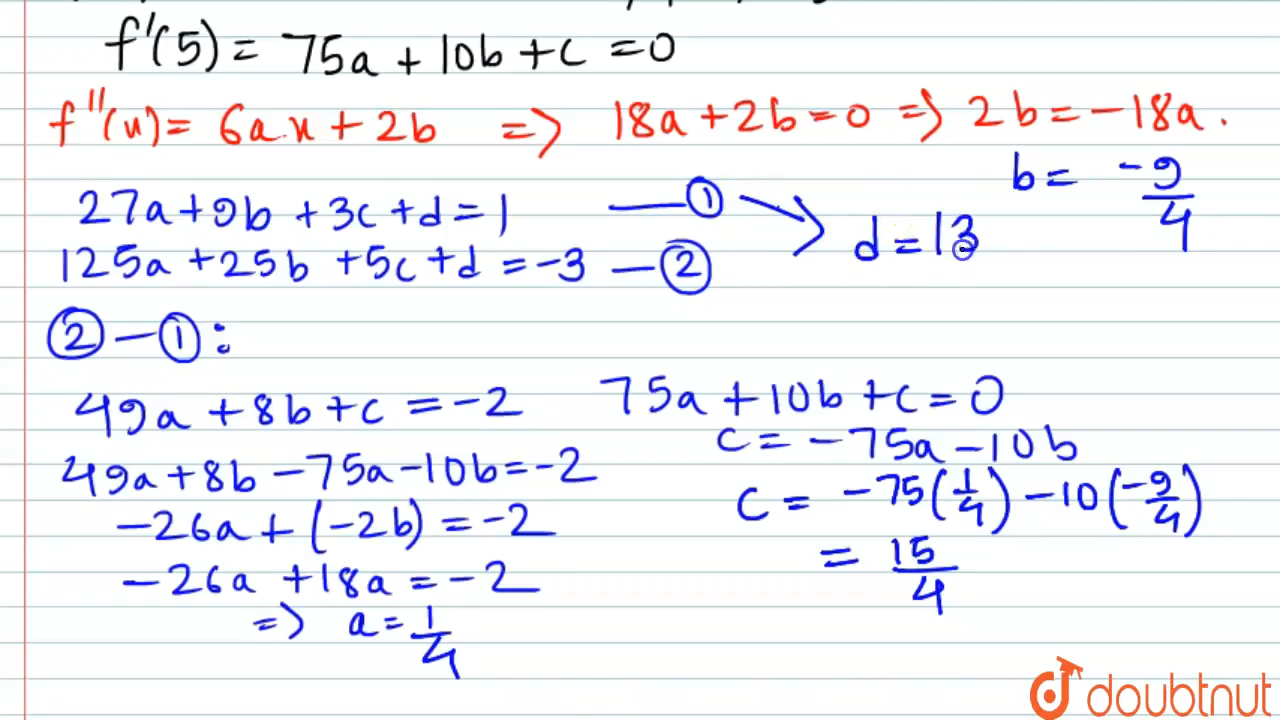 f'(5) = 75a + 10b + c = 0
f''(x) = 6a.x + 2b => 18a + 2b = 0 => 2b = -18a.
b = -9/4
27a + 9b + 3c + d = 1 —①
125a + 25b + 5c + d = -3 —②
d = 13
② — ① :
49a + 8b + c = -2
49a + 8b - 75a - 10b = -2
-26a + (-2b) = -2
-26a + 18a = -2
=> a = 1/4
75a + 10b + c = 0
c = -75a - 10b
c = -75(1/4) - 10(-9/4)
= 15/4
doubtnut